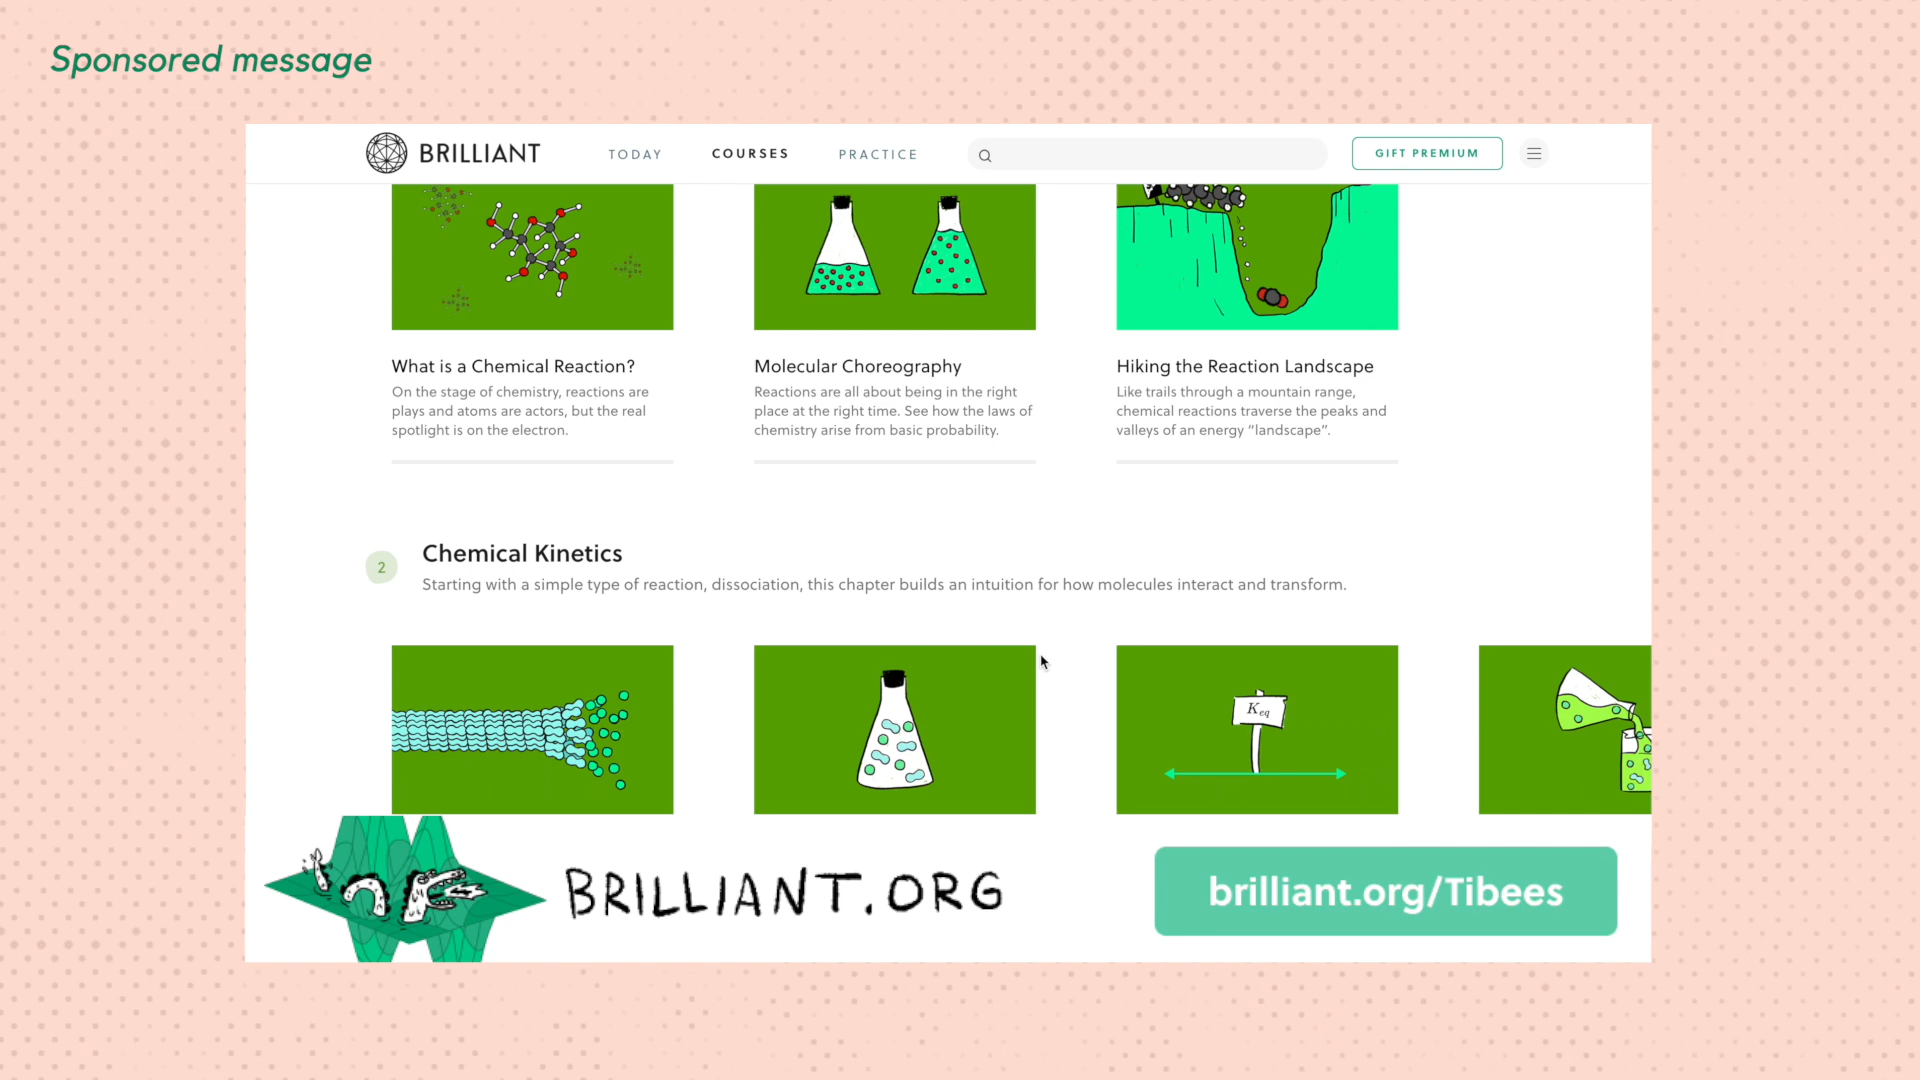 Sponsored message
BRILLIANT
TODAY
COURSES
PRACTICE
GIFT PREMIUM
What is a Chemical Reaction?
On the stage of chemistry, reactions are
plays and atoms are actors, but the real
spotlight is on the electron.
Molecular Choreography
Reactions are all about being in the right
place at the right time. See how the laws of
chemistry arise from basic probability.
Hiking the Reaction Landscape
Like trails through a mountain range,
chemical reactions traverse the peaks and
valleys of an energy “landscape”.
2
Chemical Kinetics
Starting with a simple type of reaction, dissociation, this chapter builds an intuition for how molecules interact and transform.
Keq
BRILLIANT.ORG
brilliant.org/Tibees